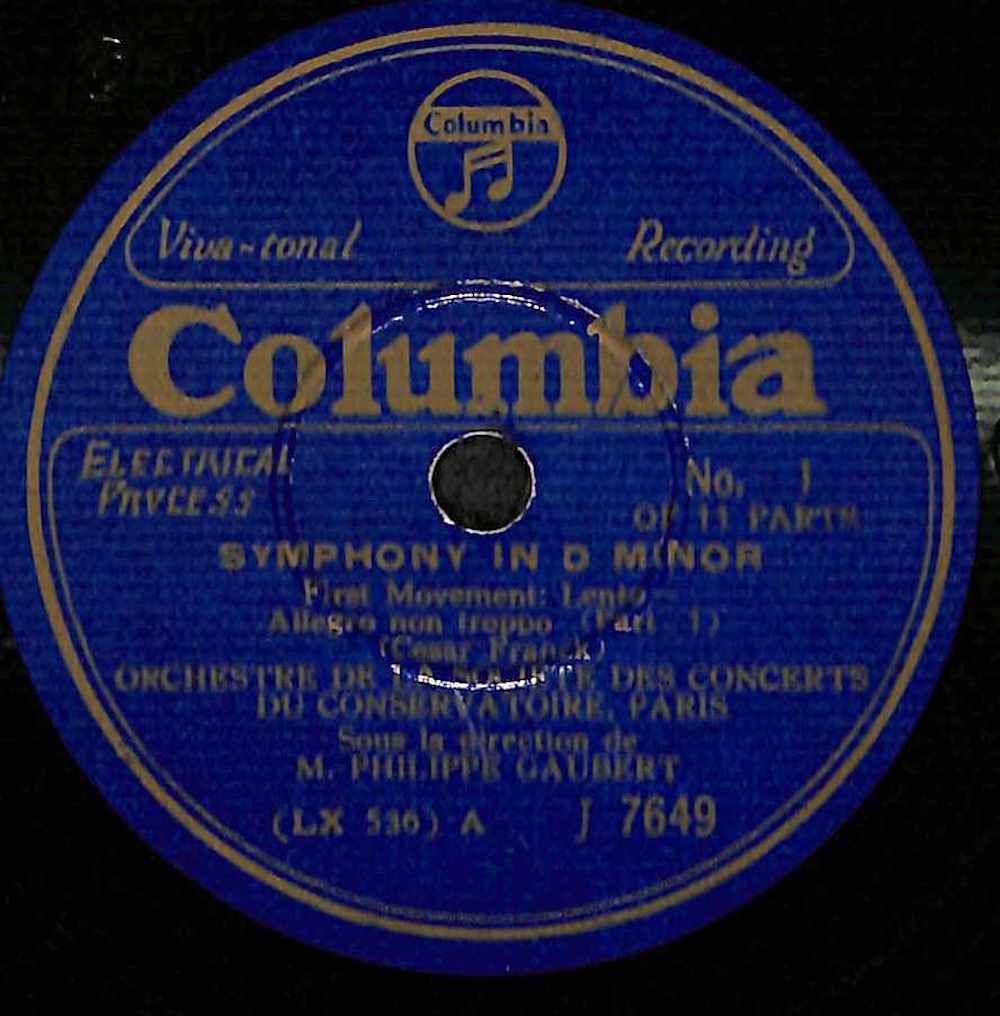 Columbia
Viva-tonal Recording
Columbia
ELECTRICAL
PROCESS
No. 1
OF 11 PARTS
SYMPHONY IN D MINOR
First Movement: Lento —
Allegro non troppo (Part 1)
(Cesar Franck)
ORCHESTRE DE LA SOCIETE DES CONCERTS
DU CONSERVATOIRE, PARIS
Sous la direction de
M. PHILIPPE GAUBERT
(LX 536) A J 7649